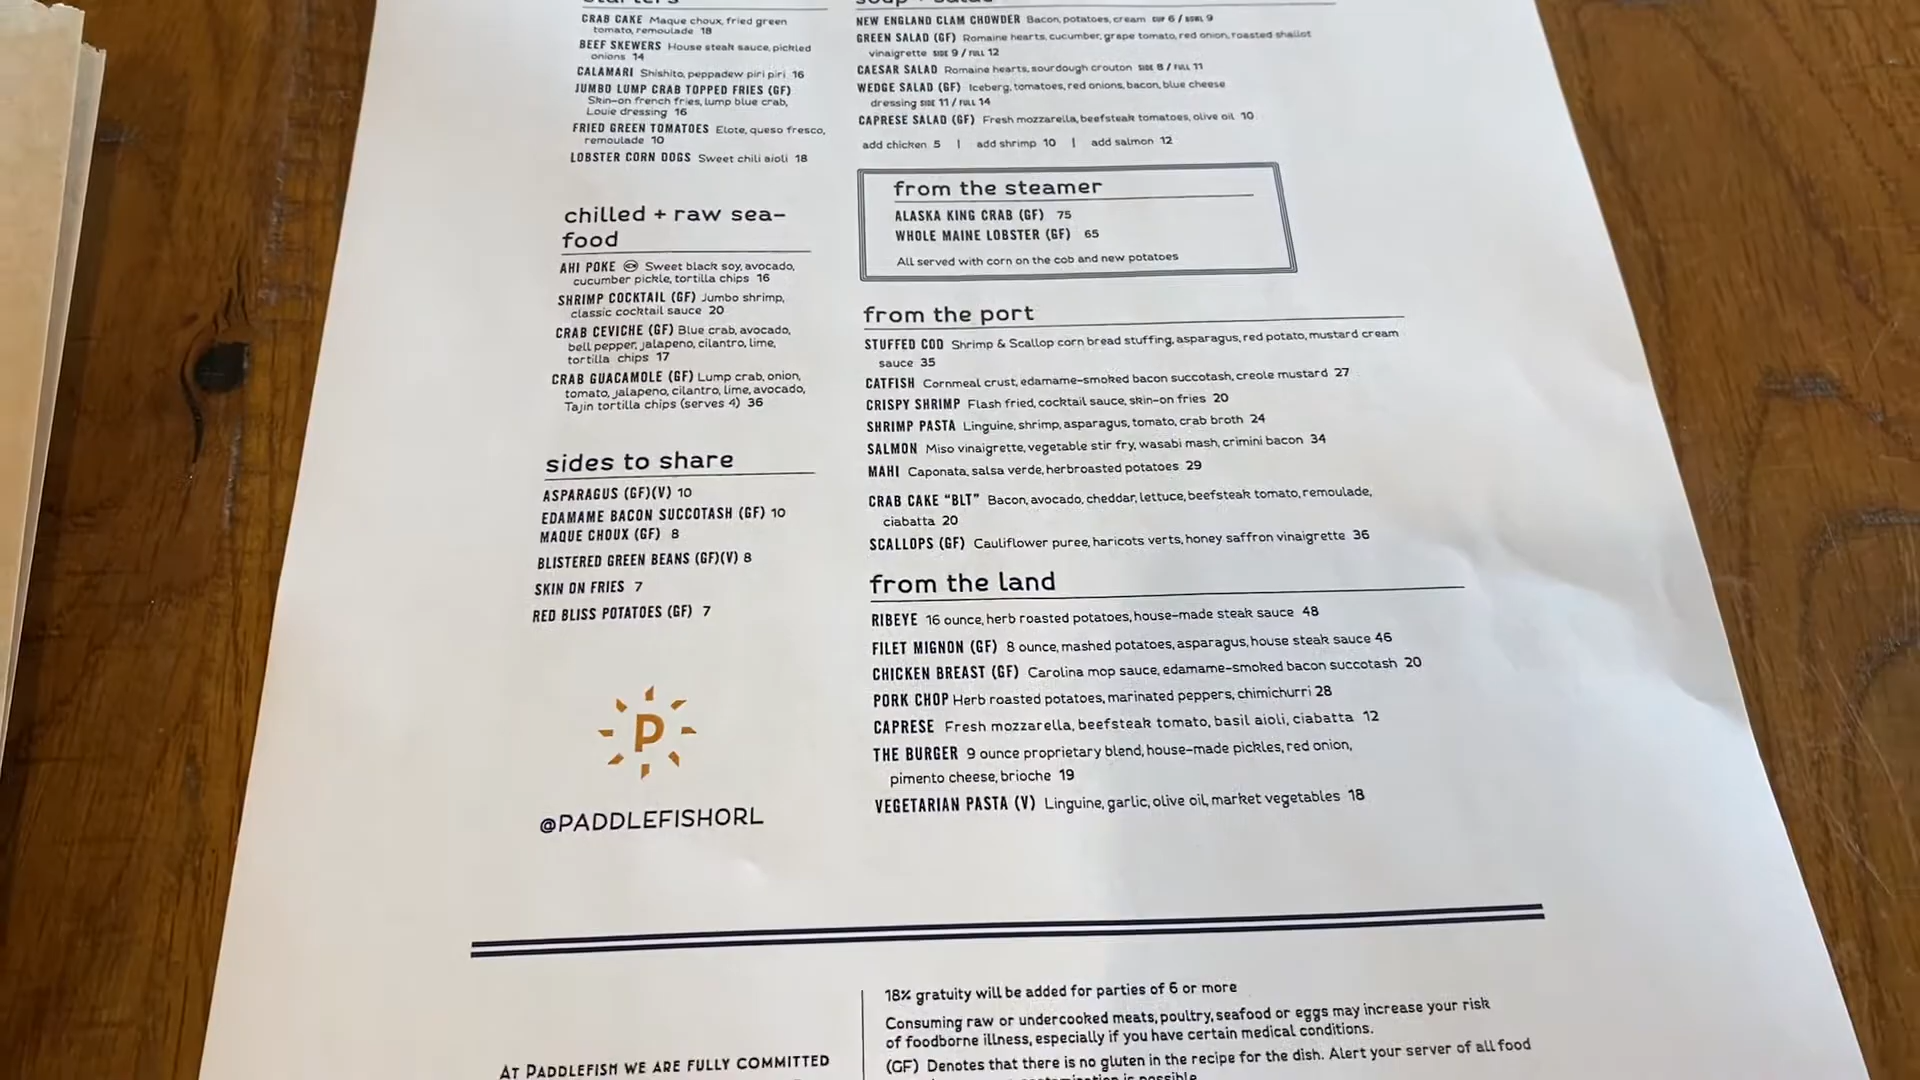 CRAB CAKE Maque choux, fried green
tomato, remoulade 18
BEEF SKEWERS House steak sauce, pickled
onions 14
CALAMARI Shishito, peppadew piri piri 16
JUMBO LUMP CRAB TOPPED FRIES (GF)
Skin-on french fries, lump blue crab,
Louie dressing 16
FRIED GREEN TOMATOES Elote, queso fresco,
remoulade 10
LOBSTER CORN DOGS Sweet chili aioli 18
chilled + raw sea-
food
AHI POKE Sweet black soy, avocado,
cucumber pickle, tortilla chips 16
SHRIMP COCKTAIL (GF) Jumbo shrimp,
classic cocktail sauce 20
CRAB CEVICHE (GF) Blue crab, avocado,
bell pepper, jalapeno, cilantro, lime,
tortilla chips 17
CRAB GUACAMOLE (GF) Lump crab, onion,
tomato, jalapeno, cilantro, lime, avocado,
Tajin tortilla chips (serves 4) 36
sides to share
ASPARAGUS (GF)(V) 10
EDAMAME BACON SUCCOTASH (GF) 10
MAQUE CHOUX (GF) 8
BLISTERED GREEN BEANS (GF)(V) 8
SKIN ON FRIES 7
RED BLISS POTATOES (GF) 7
P
@PADDLEFISHORL
NEW ENGLAND CLAM CHOWDER Bacon, potatoes, cream CUP 6 / BOWL 9
GREEN SALAD (GF) Romaine hearts, cucumber, grape tomato, red onion, roasted shallot
vinaigrette SIDE 9 / FULL 12
CAESAR SALAD Romaine hearts, sourdough crouton SIDE 8 / FULL 11
WEDGE SALAD (GF) Iceberg, tomatoes, red onions, bacon, blue cheese
dressing SIDE 11 / FULL 14
CAPRESE SALAD (GF) Fresh mozzarella, beefsteak tomatoes, olive oil 10
add chicken 5 | add shrimp 10 | add salmon 12
from the steamer
ALASKA KING CRAB (GF) 75
WHOLE MAINE LOBSTER (GF) 65
All served with corn on the cob and new potatoes
from the port
STUFFED COD Shrimp & Scallop corn bread stuffing, asparagus, red potato, mustard cream
sauce 35
CATFISH Cornmeal crust, edamame-smoked bacon succotash, creole mustard 27
CRISPY SHRIMP Flash fried, cocktail sauce, skin-on fries 20
SHRIMP PASTA Linguine, shrimp, asparagus, tomato, crab broth 24
SALMON Miso vinaigrette, vegetable stir fry, wasabi mash, crimini bacon 34
MAHI Caponata, salsa verde, herbroasted potatoes 29
CRAB CAKE "BLT" Bacon, avocado, cheddar, lettuce, beefsteak tomato, remoulade,
ciabatta 20
SCALLOPS (GF) Cauliflower puree, haricots verts, honey saffron vinaigrette 36
from the land
RIBEYE 16 ounce, herb roasted potatoes, house-made steak sauce 48
FILET MIGNON (GF) 8 ounce, mashed potatoes, asparagus, house steak sauce 46
CHICKEN BREAST (GF) Carolina mop sauce, edamame-smoked bacon succotash 20
PORK CHOP Herb roasted potatoes, marinated peppers, chimichurri 28
CAPRESE Fresh mozzarella, beefsteak tomato, basil aioli, ciabatta 12
THE BURGER 9 ounce proprietary blend, house-made pickles, red onion,
pimento cheese, brioche 19
VEGETARIAN PASTA (V) Linguine, garlic, olive oil, market vegetables 18
AT PADDLEFISH WE ARE FULLY COMMITTED
18% gratuity will be added for parties of 6 or more
Consuming raw or undercooked meats, poultry, seafood or eggs may increase your risk
of foodborne illness, especially if you have certain medical conditions.
(GF) Denotes that there is no gluten in the recipe for the dish. Alert your server of all food
is possible